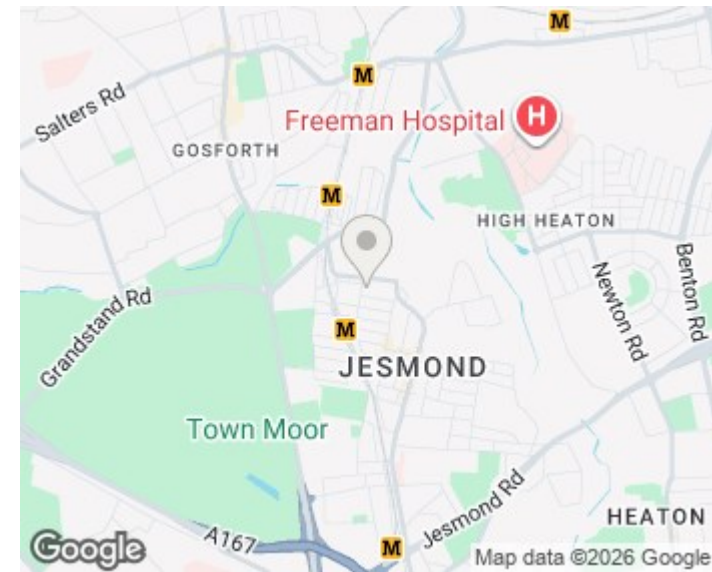 M
M
Salters Rd
Freeman Hospital
H
GOSFORTH
M
HIGH HEATON
Benton Rd
Newton Rd
Grandstand Rd
M
JESMOND
Town Moor
Jesmond Rd
HEATON
A167
M
Google
Map data ©2026 Google